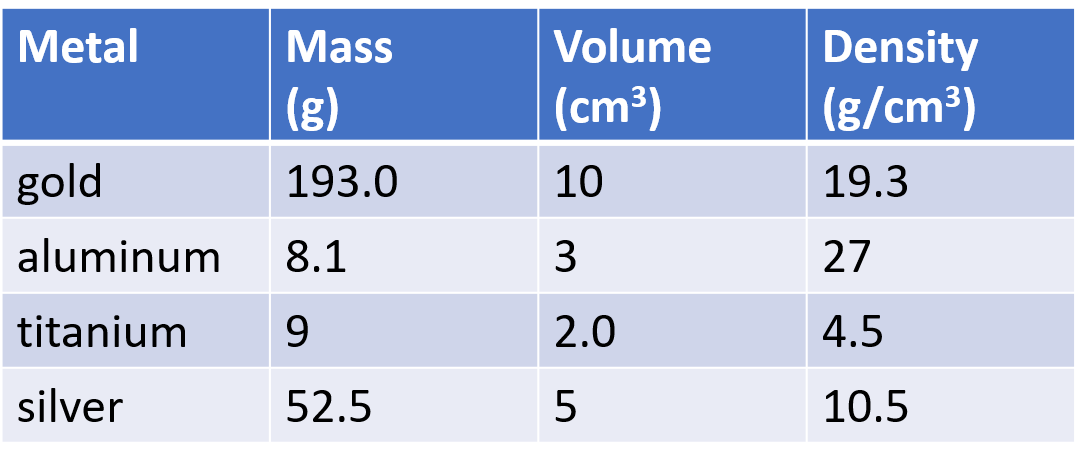 Metal Mass (g) Volume (cm³) Density (g/cm³)
gold 193.0 10 19.3
aluminum 8.1 3 27
titanium 9 2.0 4.5
silver 52.5 5 10.5